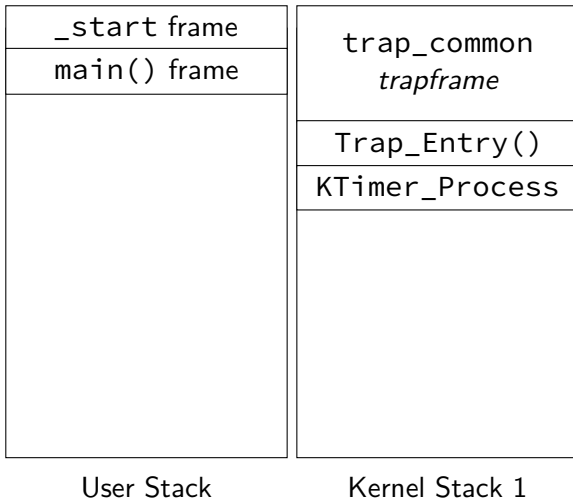 _start frame
main() frame
trap_common
trapframe
Trap_Entry()
KTimer_Process
User Stack
Kernel Stack 1